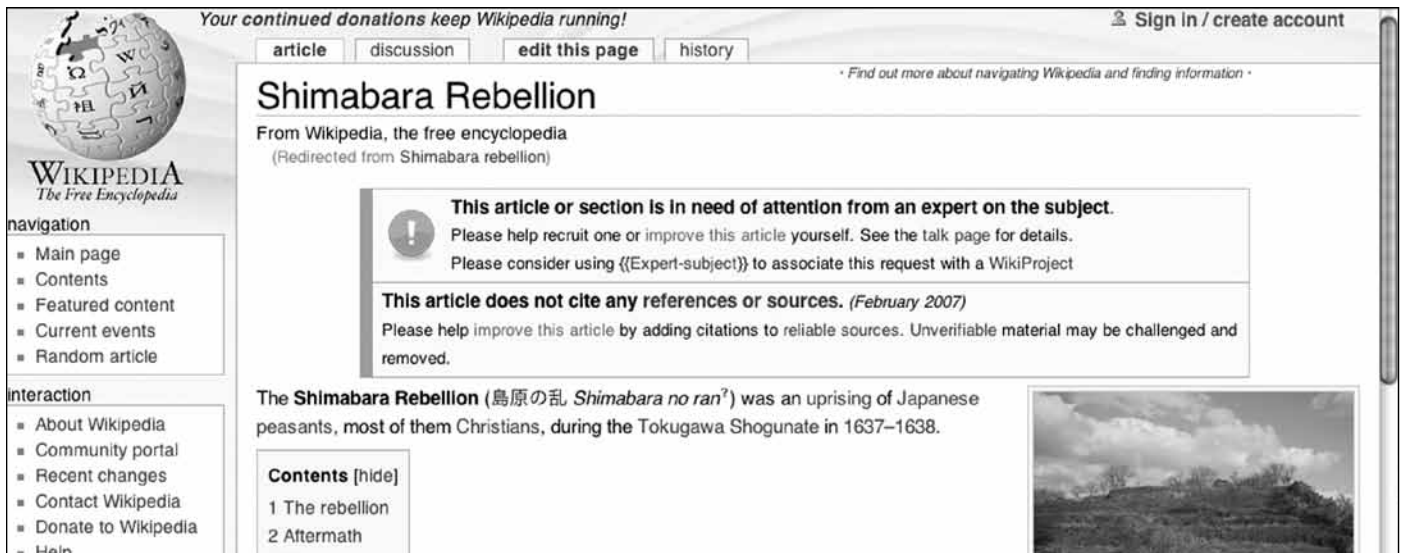 Your continued donations keep Wikipedia running!
Sign in / create account
article discussion edit this page history
• Find out more about navigating Wikipedia and finding information •
Shimabara Rebellion
From Wikipedia, the free encyclopedia
(Redirected from Shimabara rebellion)
WIKIPEDIA
The Free Encyclopedia
navigation
Main page
Contents
Featured content
Current events
Random article
interaction
About Wikipedia
Community portal
Recent changes
Contact Wikipedia
Donate to Wikipedia
Help
This article or section is in need of attention from an expert on the subject.
Please help recruit one or improve this article yourself. See the talk page for details.
Please consider using {{Expert-subject}} to associate this request with a WikiProject
This article does not cite any references or sources. (February 2007)
Please help improve this article by adding citations to reliable sources. Unverifiable material may be challenged and
removed.
The Shimabara Rebellion (島原の乱 Shimabara no ran?) was an uprising of Japanese
peasants, most of them Christians, during the Tokugawa Shogunate in 1637–1638.
Contents [hide]
1 The rebellion
2 Aftermath